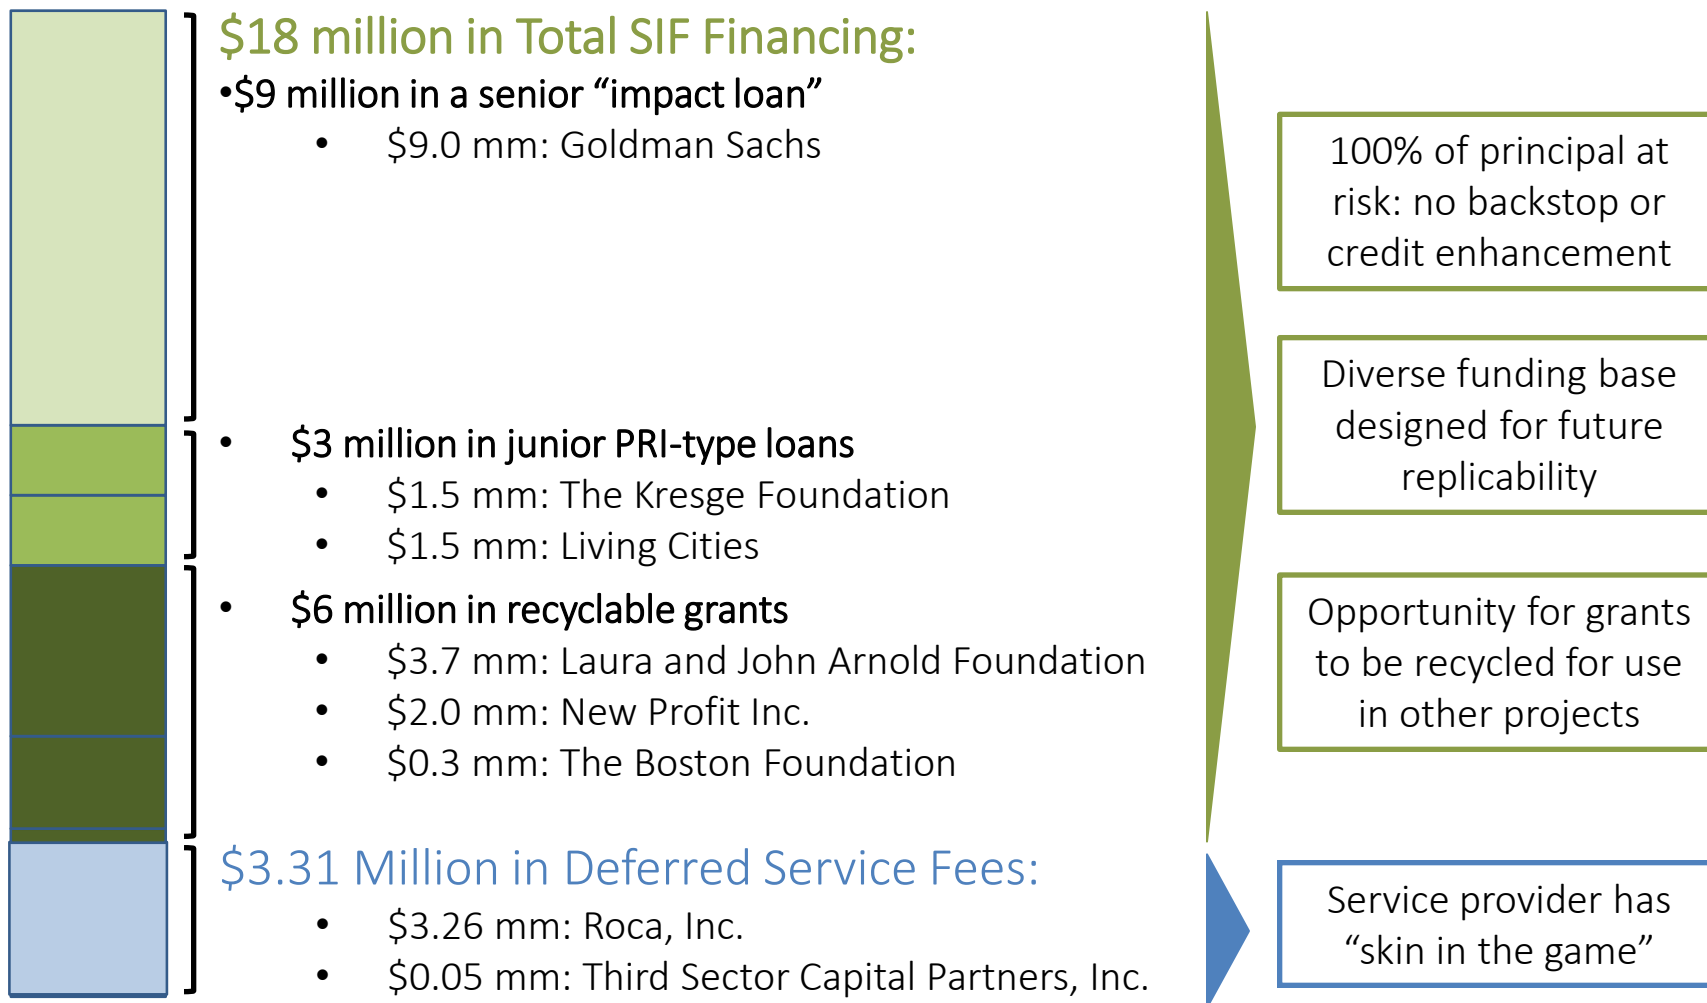 $18 million in Total SIF Financing:
•$9 million in a senior “impact loan”
• $9.0 mm: Goldman Sachs
• $3 million in junior PRI-type loans
• $1.5 mm: The Kresge Foundation
• $1.5 mm: Living Cities
• $6 million in recyclable grants
• $3.7 mm: Laura and John Arnold Foundation
• $2.0 mm: New Profit Inc.
• $0.3 mm: The Boston Foundation
$3.31 Million in Deferred Service Fees:
• $3.26 mm: Roca, Inc.
• $0.05 mm: Third Sector Capital Partners, Inc.
100% of principal at
risk: no backstop or
credit enhancement
Diverse funding base
designed for future
replicability
Opportunity for grants
to be recycled for use
in other projects
Service provider has
“skin in the game”